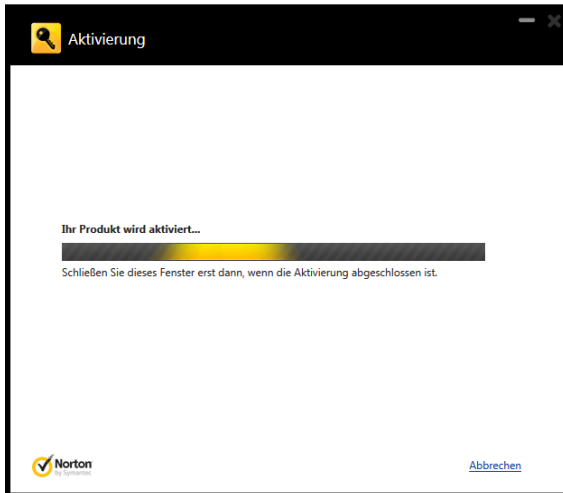 Aktivierung
Ihr Produkt wird aktiviert...
Schließen Sie dieses Fenster erst dann, wenn die Aktivierung abgeschlossen ist.
Norton
by Symantec
Abbrechen